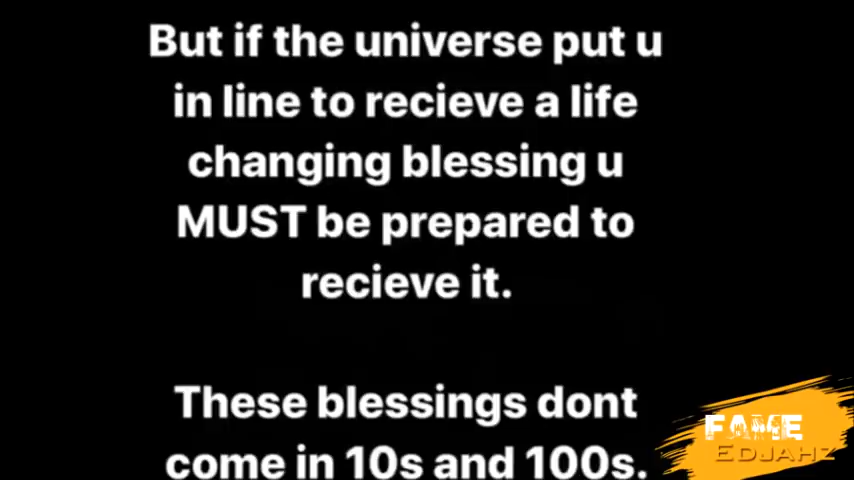 But if the universe put u
in line to recieve a life
changing blessing u
MUST be prepared to
recieve it.
These blessings dont
come in 10s and 100s.
FAME
EDJAHZ